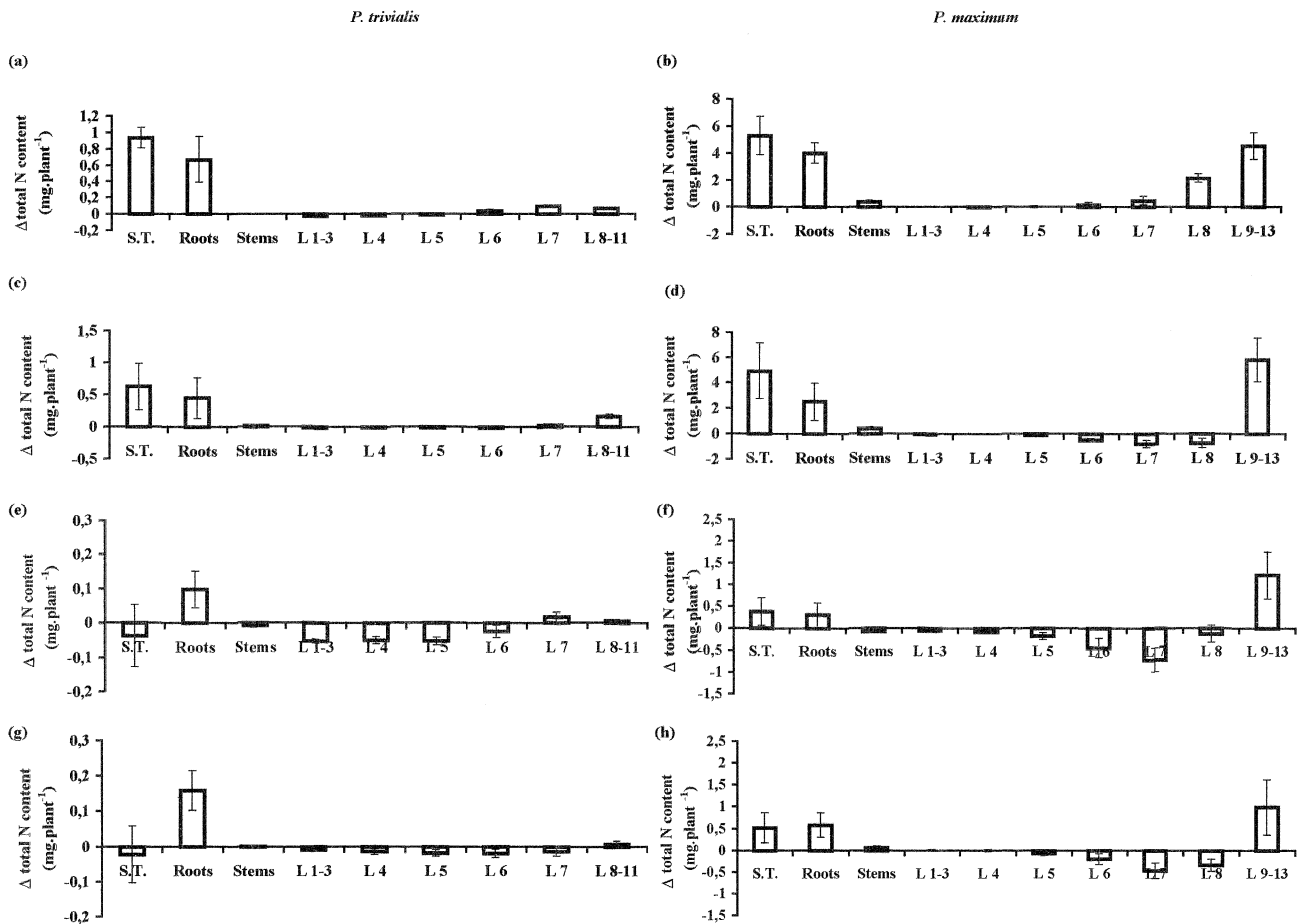 P. trivialis
P. maximum
(a)
Δ total N content
(mg.plant⁻¹)
1,2
1
0,8
0,6
0,4
0,2
0
-0,2
S.T. Roots Stems L 1-3 L 4 L 5 L 6 L 7 L 8-11
(b)
Δ total N content
(mg.plant⁻¹)
8
6
4
2
0
-2
S.T. Roots Stems L 1-3 L 4 L 5 L 6 L 7 L 8 L 9-13
(c)
Δ total N content
(mg.plant⁻¹)
1,5
1
0,5
0
-0,5
S.T. Roots Stems L 1-3 L 4 L 5 L 6 L 7 L 8-11
(d)
Δ total N content
(mg.plant⁻¹)
8
6
4
2
0
-2
S.T. Roots Stems L 1-3 L 4 L 5 L 6 L 7 L 8 L 9-13
(e)
Δ total N content
(mg.plant ⁻¹)
0,3
0,2
0,1
0
-0,1
-0,2
S.T. Roots Stems L 1-3 L 4 L 5 L 6 L 7 L 8-11
(f)
Δ total N content
(mg.plant ⁻¹)
2,5
2
1,5
1
0,5
0
-0,5
-1
-1,5
S.T. Roots Stems L 1-3 L 4 L 5 L 6 L 7 L 8 L 9-13
(g)
Δ total N content
(mg.plant ⁻¹)
0,3
0,2
0,1
0
-0,1
-0,2
S.T. Roots Stems L 1-3 L 4 L 5 L 6 L 7 L 8-11
(h)
Δ total N content
(mg.plant ⁻¹)
2,5
2
1,5
1
0,5
0
-0,5
-1
-1,5
S.T. Roots Stems L 1-3 L 4 L 5 L 6 L 7 L 8 L 9-13